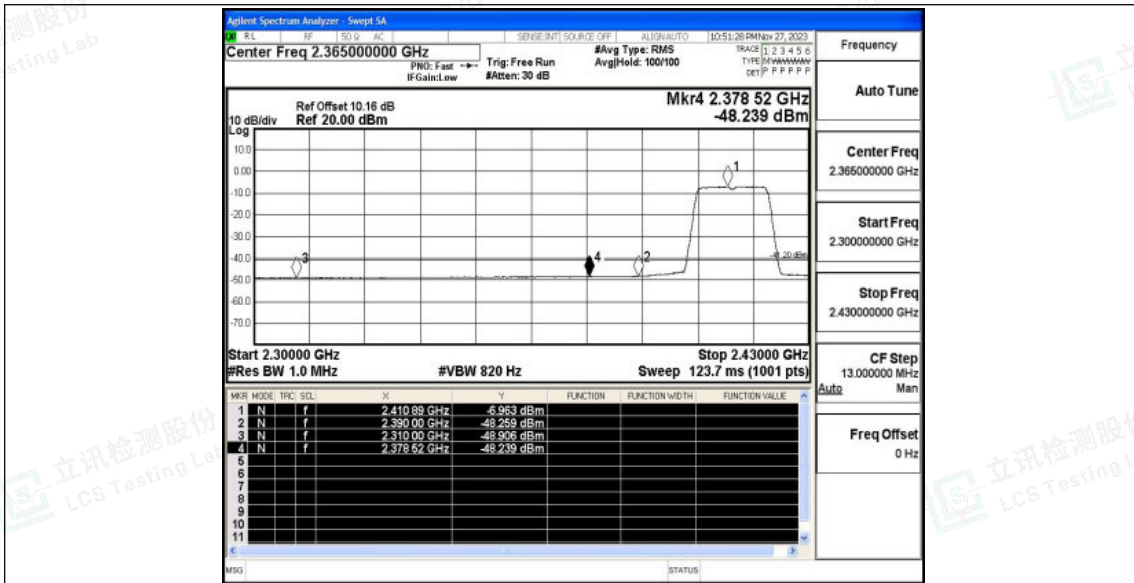 Agilent Spectrum Analyzer - Swept SA
RL RF 50 Ω AC SENSE:INT SOURCE OFF ALIGN AUTO 10:51:28 PM Nov 27, 2023
Center Freq 2.365000000 GHz
PNO: Fast
IFGain:Low
Trig: Free Run
#Atten: 30 dB
#Avg Type: RMS
Avg|Hold: 100/100
TRACE 1 2 3 4 5 6
TYPE M WWWWW
DET P P P P P P
Ref Offset 10.16 dB
10 dB/div Ref 20.00 dBm
Log
Mkr4 2.378 52 GHz
-48.239 dBm
10.0
0.00
-10.0
-20.0
-30.0
-40.0
-50.0
-60.0
-70.0
1
2
3
4
-41.20 dBm
Start 2.30000 GHz Stop 2.43000 GHz
#Res BW 1.0 MHz #VBW 820 Hz Sweep 123.7 ms (1001 pts)
MKR MODE TRC SCL X Y FUNCTION FUNCTION WIDTH FUNCTION VALUE
1 N f 2.410 89 GHz -6.963 dBm
2 N f 2.390 00 GHz -48.259 dBm
3 N f 2.310 00 GHz -48.906 dBm
4 N f 2.378 52 GHz -48.239 dBm
5
6
7
8
9
10
11
MSG STATUS
Frequency
Auto Tune
Center Freq
2.365000000 GHz
Start Freq
2.300000000 GHz
Stop Freq
2.430000000 GHz
CF Step
13.000000 MHz
Auto Man
Freq Offset
0 Hz
立讯检测股份
LCS Testing Lab
立讯检测股份
LCS Testing L
测股份
sting Lab